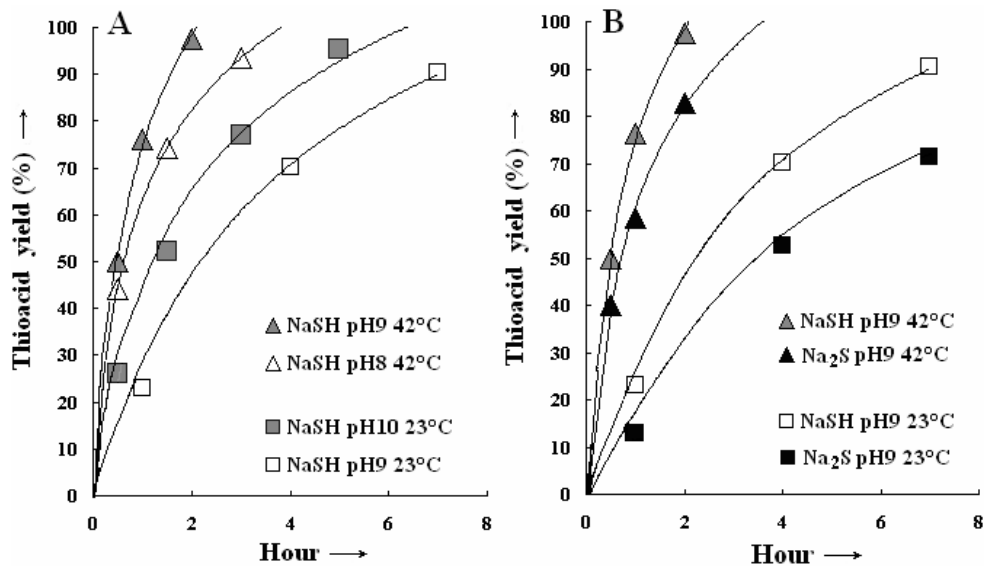 A
Thioacid yield (%)
100
90
80
70
60
50
40
30
20
10
0
NaSH pH9 42°C
NaSH pH8 42°C
NaSH pH10 23°C
NaSH pH9 23°C
0 2 4 6 8
Hour
B
Thioacid yield (%)
100
90
80
70
60
50
40
30
20
10
0
NaSH pH9 42°C
Na₂S pH9 42°C
NaSH pH9 23°C
Na₂S pH9 23°C
0 2 4 6 8
Hour